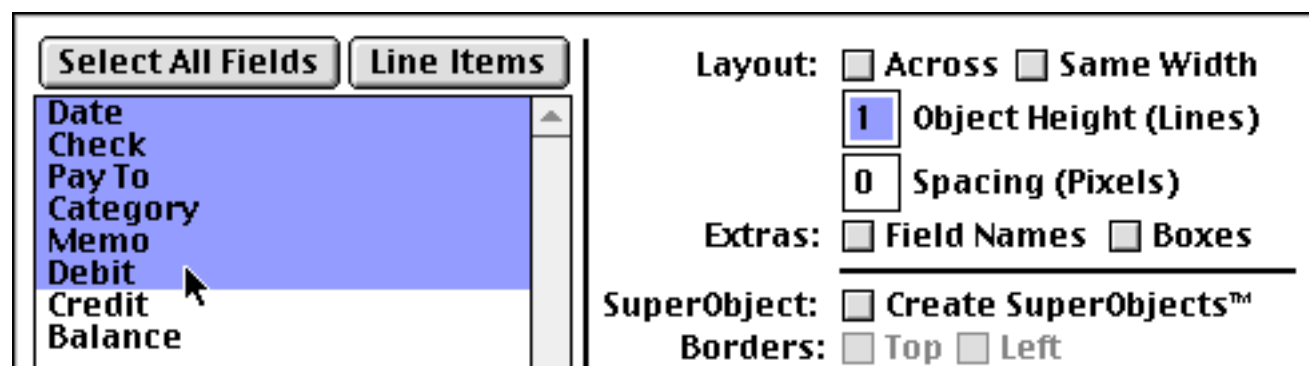 Select All Fields
Line Items
Date
Check
Pay To
Category
Memo
Debit
Credit
Balance
Layout: Across Same Width
1 Object Height (Lines)
0 Spacing (Pixels)
Extras: Field Names Boxes
SuperObject: Create SuperObjects™
Borders: Top Left